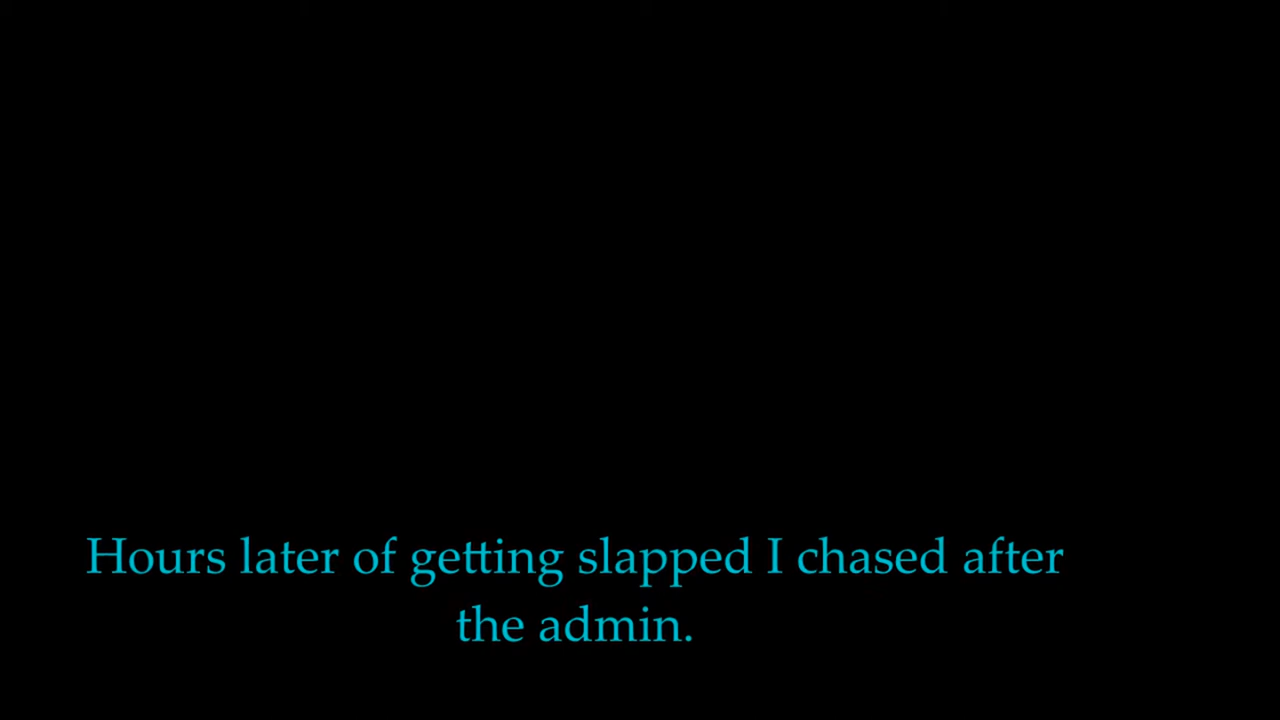 Hours later of getting slapped I chased after
the admin.